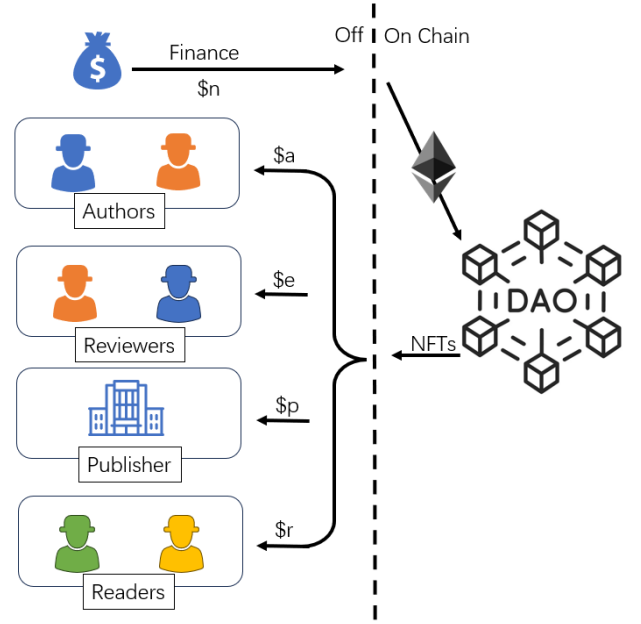 Off
On Chain
Finance
$n
$
$a
Authors
$e
Reviewers
DAO
NFTs
$p
Publisher
$r
Readers